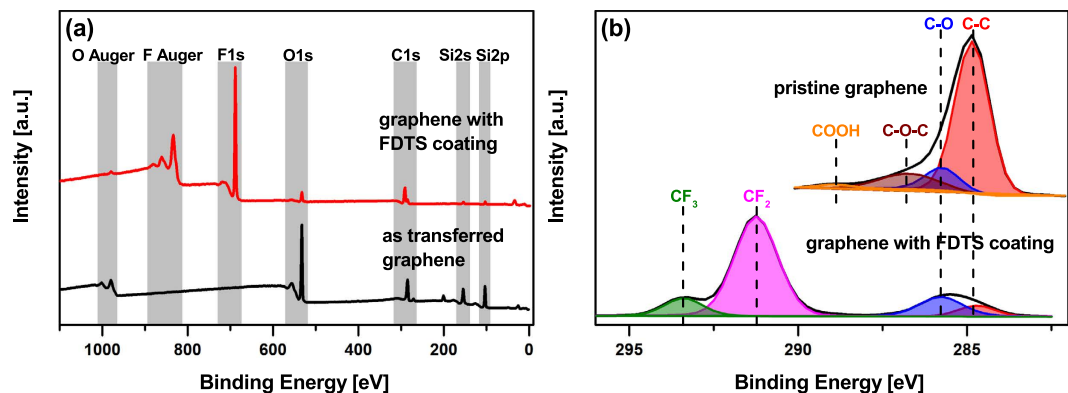 (a)
O Auger F Auger F1s O1s C1s Si2s Si2p
graphene with
FDTS coating
as transferred
graphene
Intensity [a.u.]
1000 800 600 400 200 0
Binding Energy [eV]
(b)
C-O C-C
pristine graphene
COOH C-O-C
CF3 CF2
graphene with FDTS coating
Intensity [a.u.]
295 290 285
Binding Energy [eV]